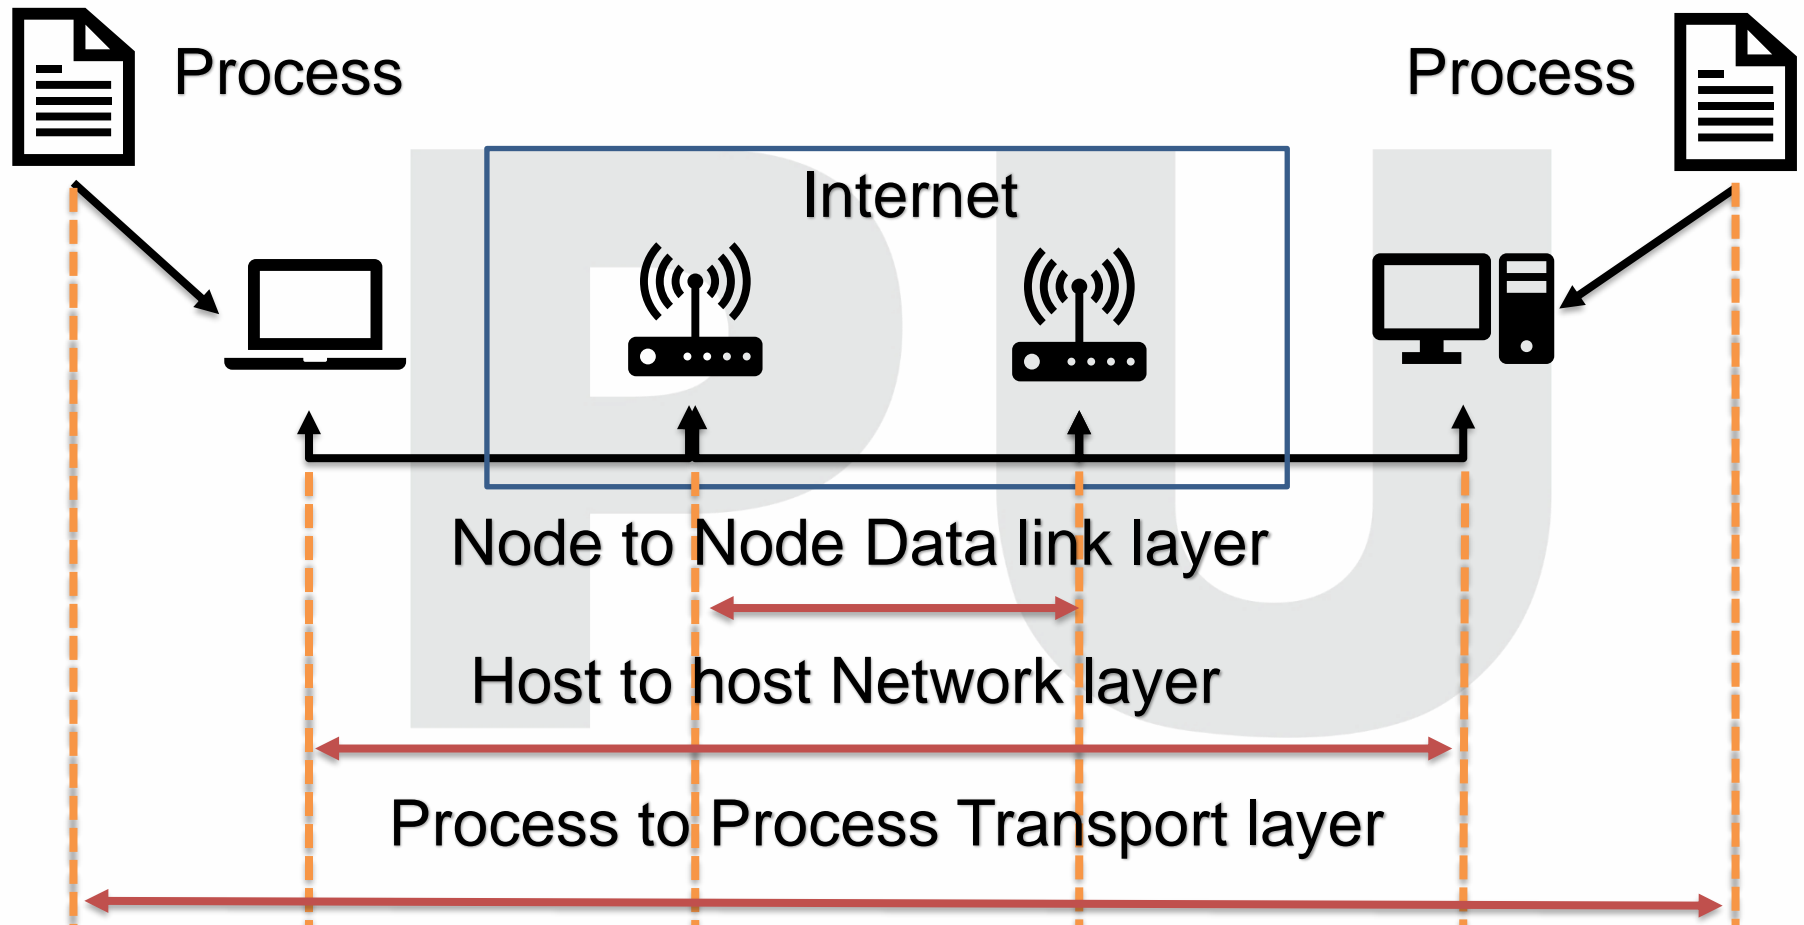 Process
Process
Internet
Node to Node Data link layer
Host to host Network layer
Process to Process Transport layer
PU